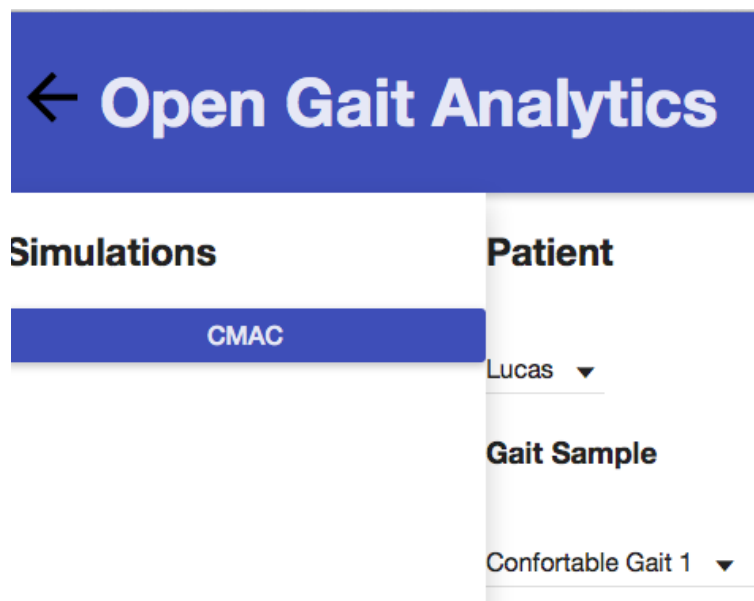 Open Gait Analytics
Simulations
CMAC
Patient
Lucas
Gait Sample
Confortable Gait 1